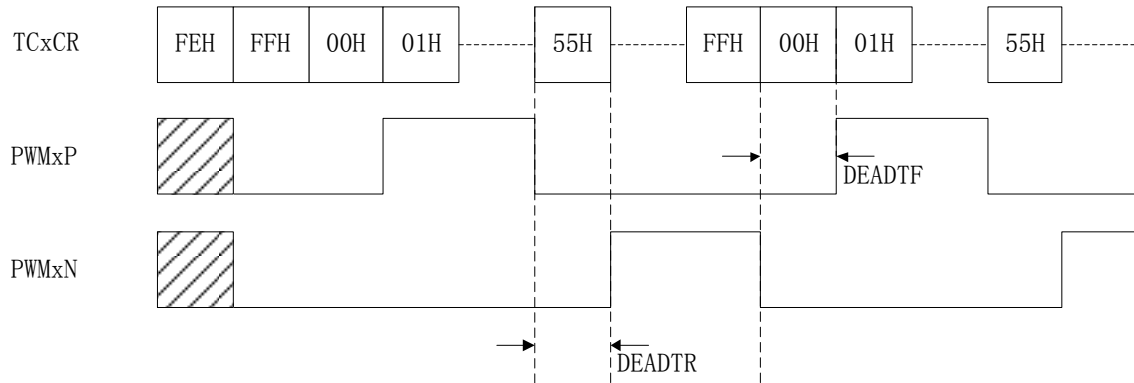 TCxCR FEH FFH 00H 01H 55H FFH 00H 01H 55H
PWMxP
DEADTF
PWMxN
DEADTR